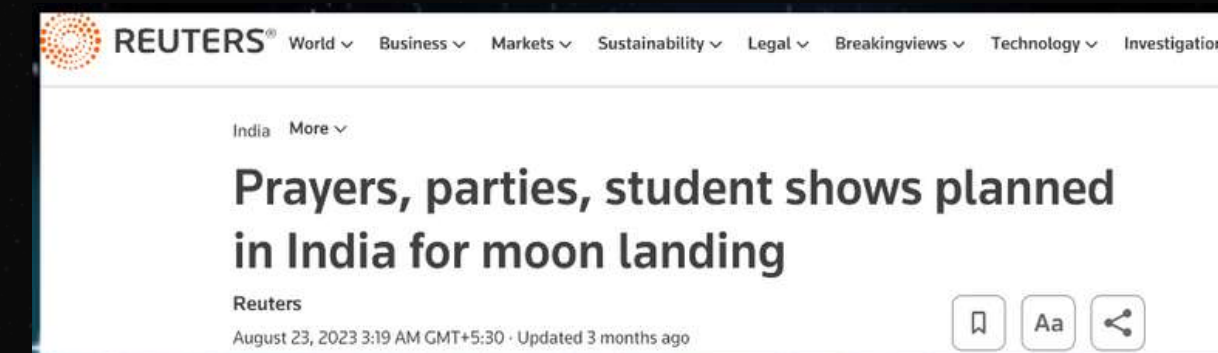 REUTERS® World Business Markets Sustainability Legal Breakingviews Technology Investigation
India More
Prayers, parties, student shows planned
in India for moon landing
Reuters
August 23, 2023 3:19 AM GMT+5:30 · Updated 3 months ago
Aa